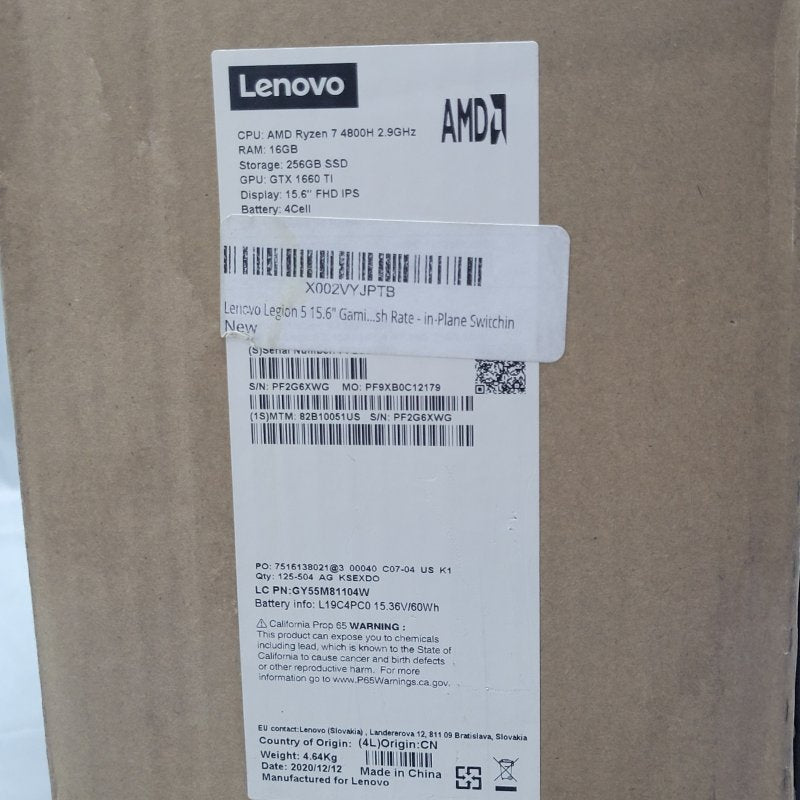 Lenovo
AMD
CPU: AMD Ryzen 7 4800H 2.9GHz
RAM: 16GB
Storage: 256GB SSD
GPU: GTX 1660 TI
Display: 15.6" FHD IPS
Battery: 4Cell
X002VYJPTB
Lenovo Legion 5 15.6" Gami...sh Rate - in-Plane Switchin
New
(S)Serial Number:
S/N: PF2G6XWG MO: PF9XB0C12179
(1S)MTM: 82B10051US S/N: PF2G6XWG
PO: 7516138021@3 00040 C07-04 US K1
Qty: 125-504 AG KSEXDO
LC PN:GY55M81104W
Battery info: L19C4PC0 15.36V/60Wh
⚠ California Prop 65 WARNING :
This product can expose you to chemicals
including lead, which is known to the State of
California to cause cancer and birth defects
or other reproductive harm. For more
information go to www.P65Warnings.ca.gov.
EU contact:Lenovo (Slovakia) , Landererova 12, 811 09 Bratislava, Slovakia
Country of Origin: (4L)Origin:CN
Weight: 4.64Kg
Date: 2020/12/12 Made in China
Manufactured for Lenovo